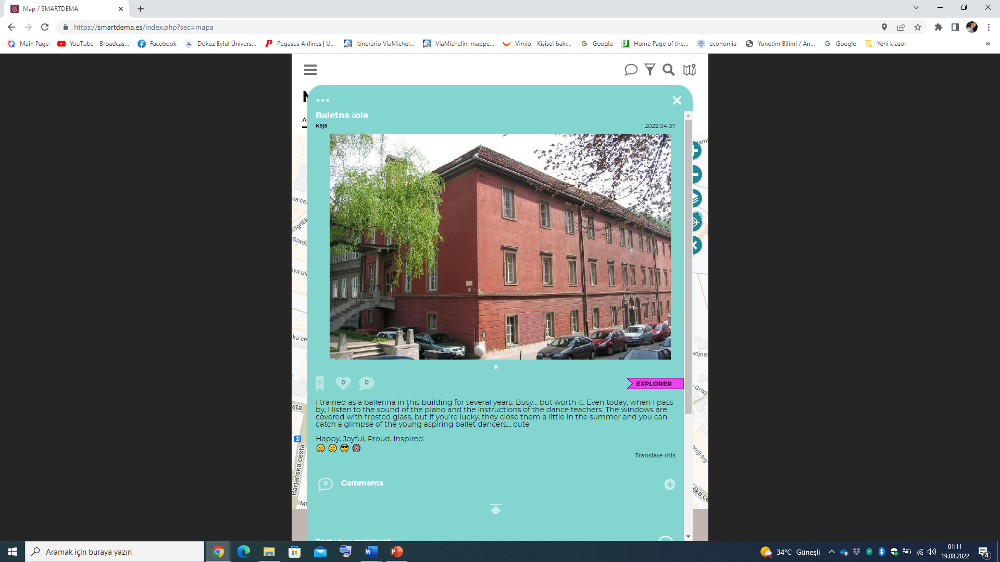 Map / SMARTDEMA
https://smartdema.es/index.php?sec=mapa
Main Page
YouTube - Broadcas...
Facebook
Dokuz Eylül Ünivers...
Pegasus Airlines | U...
Itinerario ViaMichel...
ViaMichelin: mappe...
Vimjo - Kişisel bakı...
Google
Home Page of the...
economia
Yönetim Bilimi / An...
Google
Yeni klasör
»
Baletna šola
Kaja
2022.04.07
0
0
EXPLORER
I trained as a ballerina in this building for several years. Busy... but worth it. Even today, when I pass
by, I listen to the sound of the piano and the instructions of the dance teachers. The windows are
covered with frosted glass, but if you're lucky, they close them a little in the summer and you can
catch a glimpse of the young aspiring ballet dancers... cute
Happy, Joyful, Proud, Inspired
Translate this
0 Comments
Post your comment
Barjanska cesta
Aramak için buraya yazın
34°C Güneşli
01:11
19.08.2022
4